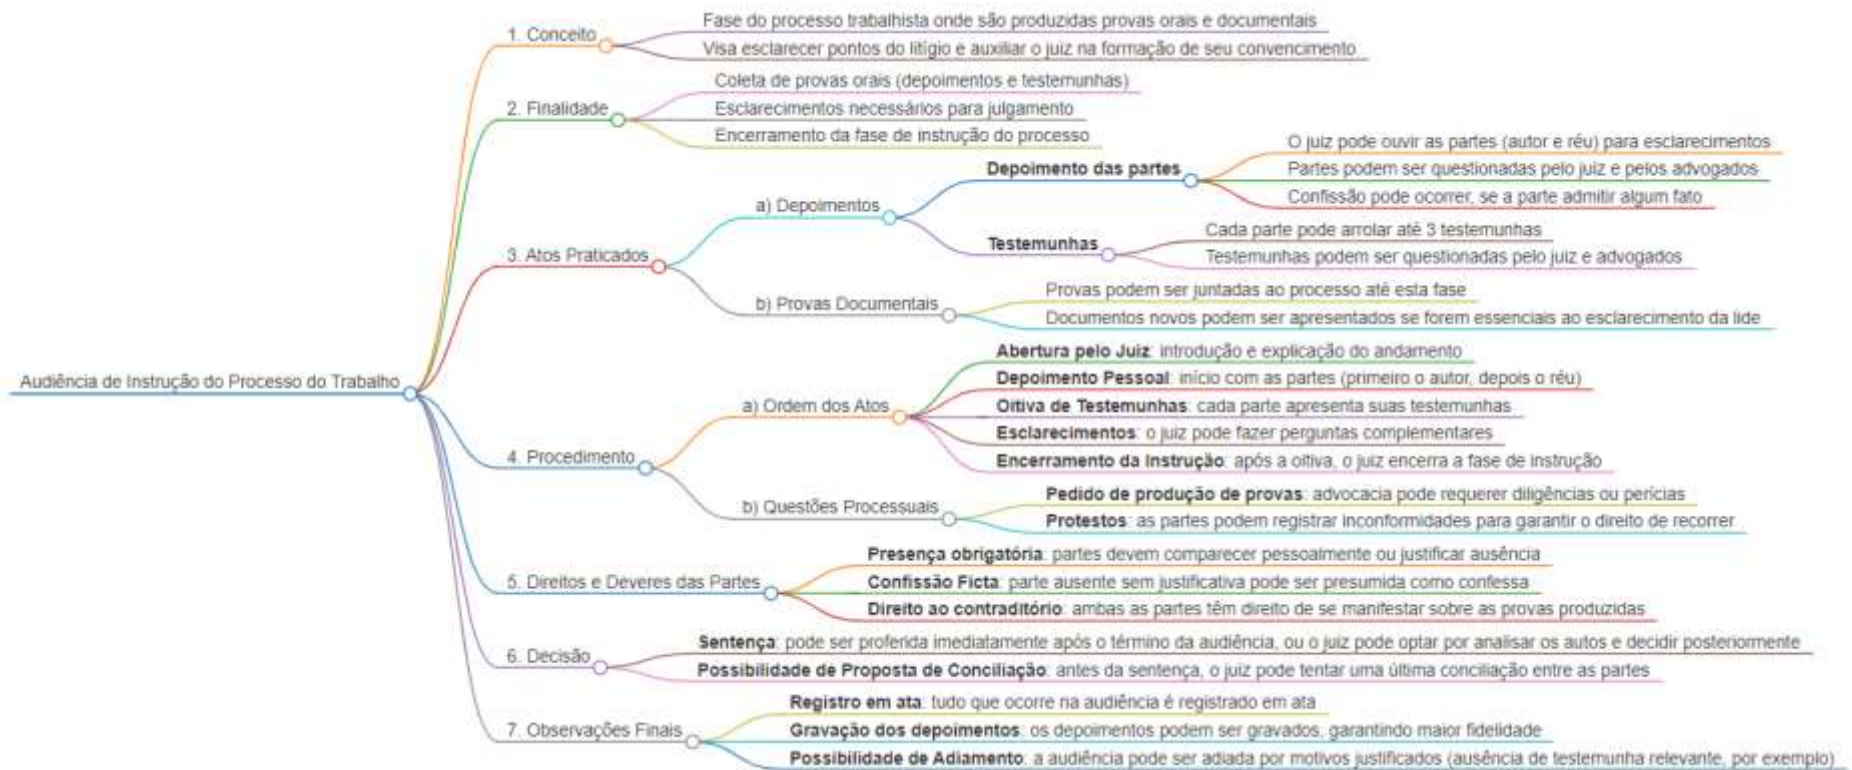 Audiência de Instrução do Processo do Trabalho
1. Conceito
Fase do processo trabalhista onde são produzidas provas orais e documentais
Visa esclarecer pontos do litígio e auxiliar o juiz na formação de seu convencimento
2. Finalidade
Coleta de provas orais (depoimentos e testemunhas)
Esclarecimentos necessários para julgamento
Encerramento da fase de instrução do processo
3. Atos Praticados
a) Depoimentos
Depoimento das partes
O juiz pode ouvir as partes (autor e réu) para esclarecimentos
Partes podem ser questionadas pelo juiz e pelos advogados
Confissão pode ocorrer, se a parte admitir algum fato
Testemunhas
Cada parte pode arrolar até 3 testemunhas
Testemunhas podem ser questionadas pelo juiz e advogados
b) Provas Documentais
Provas podem ser juntadas ao processo até esta fase
Documentos novos podem ser apresentados se forem essenciais ao esclarecimento da lide
4. Procedimento
a) Ordem dos Atos
Abertura pelo Juiz: introdução e explicação do andamento
Depoimento Pessoal: início com as partes (primeiro o autor, depois o réu)
Oitiva de Testemunhas: cada parte apresenta suas testemunhas
Esclarecimentos: o juiz pode fazer perguntas complementares
Encerramento da Instrução: após a oitiva, o juiz encerra a fase de instrução
b) Questões Processuais
Pedido de produção de provas: advocacia pode requerer diligências ou perícias
Protestos: as partes podem registrar inconformidades para garantir o direito de recorrer
5. Direitos e Deveres das Partes
Presença obrigatória: partes devem comparecer pessoalmente ou justificar ausência
Confissão Ficta: parte ausente sem justificativa pode ser presumida como confessa
Direito ao contraditório: ambas as partes têm direito de se manifestar sobre as provas produzidas
6. Decisão
Sentença: pode ser proferida imediatamente após o término da audiência, ou o juiz pode optar por analisar os autos e decidir posteriormente
Possibilidade de Proposta de Conciliação: antes da sentença, o juiz pode tentar uma última conciliação entre as partes
7. Observações Finais
Registro em ata: tudo que ocorre na audiência é registrado em ata
Gravação dos depoimentos: os depoimentos podem ser gravados, garantindo maior fidelidade
Possibilidade de Adiamento: a audiência pode ser adiada por motivos justificados (ausência de testemunha relevante, por exemplo)